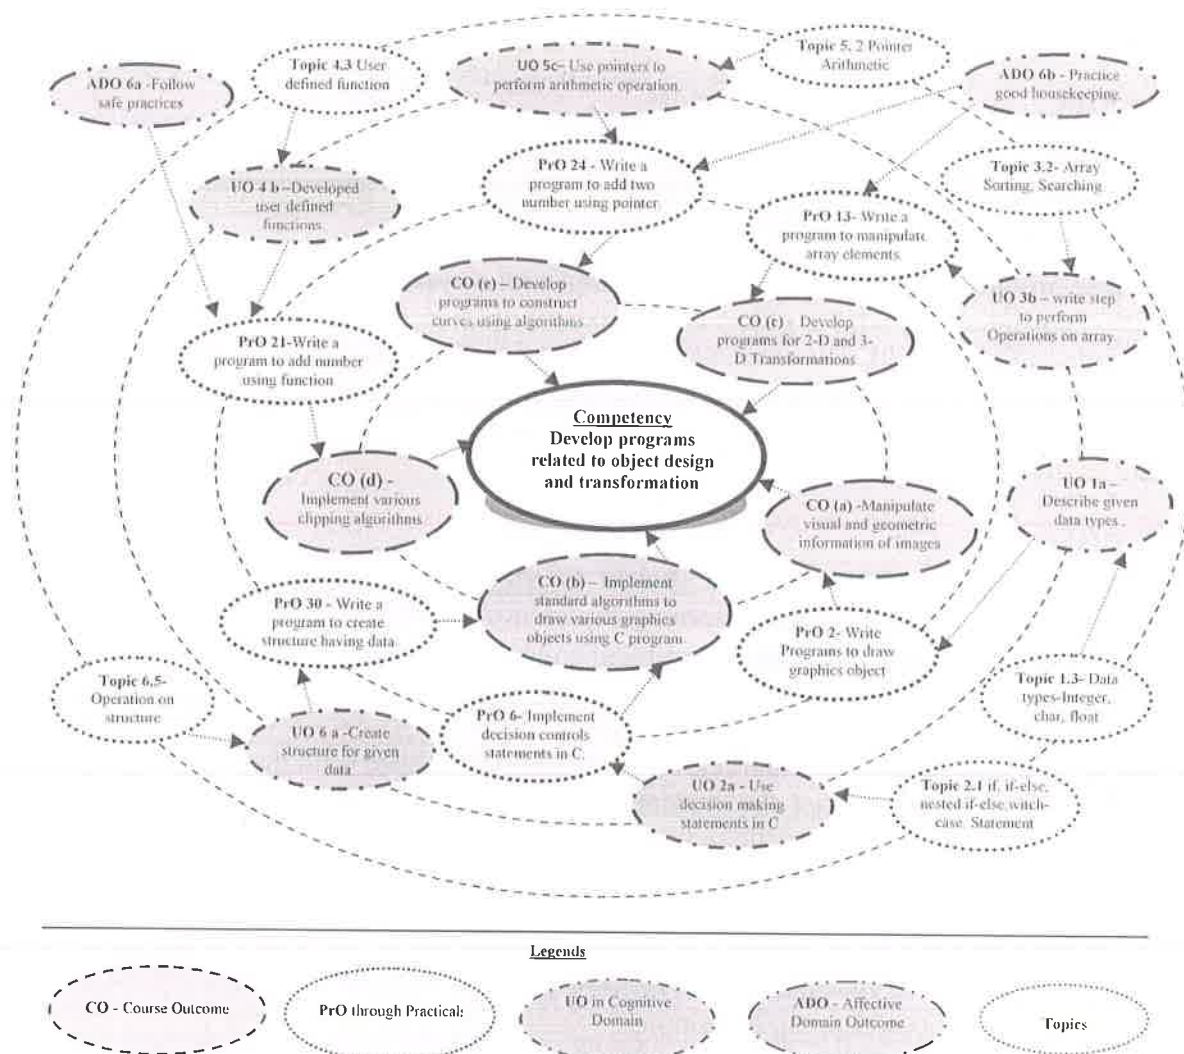 Topic 4.3 User
defined function
UO 5c– Use pointers to
perform arithmetic operation.
Topic 5. 2 Pointer
Arithmetic
ADO 6a -Follow
safe practices
ADO 6b - Practice
good housekeeping.
PrO 24 - Write a
program to add two
number using pointer
Topic 3.2- Array
Sorting, Searching
UO 4 b –Developed
user defined
functions.
PrO 13- Write a
program to manipulate
array elements.
CO (e) – Develop
programs to construct
curves using algorithms
UO 3b – write step
to perform
Operations on array.
CO (c) - Develop
programs for 2-D and 3-
D Transformations
PrO 21-Write a
program to add number
using function
Competency
Develop programs
related to object design
and transformation
CO (d) -
Implement various
clipping algorithms
UO 1a –
Describe given
data types .
CO (a) -Manipulate
visual and geometric
information of images
CO (b) – Implement
standard algorithms to
draw various graphics
objects using C program
PrO 30 - Write a
program to create
structure having data.
PrO 2- Write
Programs to draw
graphics object
Topic 6.5-
Operation on
structure
Topic 1.3- Data
types-Integer,
char, float
PrO 6- Implement
decision controls
statements in C.
UO 6 a -Create
structure for given
data
UO 2a - Use
decision making
statements in C
Topic 2.1 if, if-else,
nested if-else,witch-
case, Statement
Legends
CO - Course Outcome
PrO through Practicals
UO in Cognitive
Domain
ADO - Affective
Domain Outcome
Topics